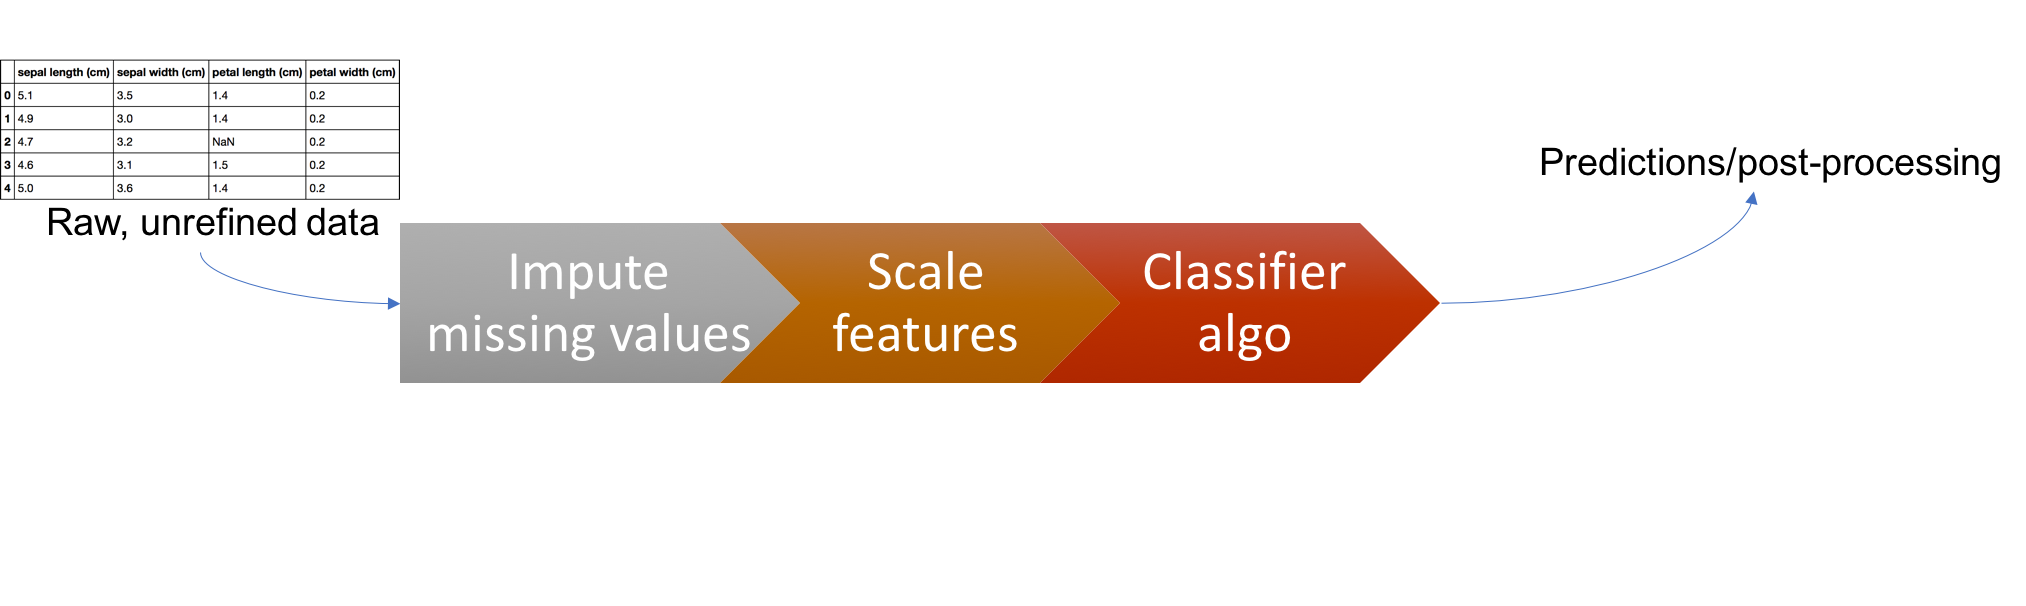 sepal length (cm) sepal width (cm) petal length (cm) petal width (cm)
0 5.1 3.5 1.4 0.2
1 4.9 3.0 1.4 0.2
2 4.7 3.2 NaN 0.2
3 4.6 3.1 1.5 0.2
4 5.0 3.6 1.4 0.2
Raw, unrefined data
Impute
missing values
Scale
features
Classifier
algo
Predictions/post-processing